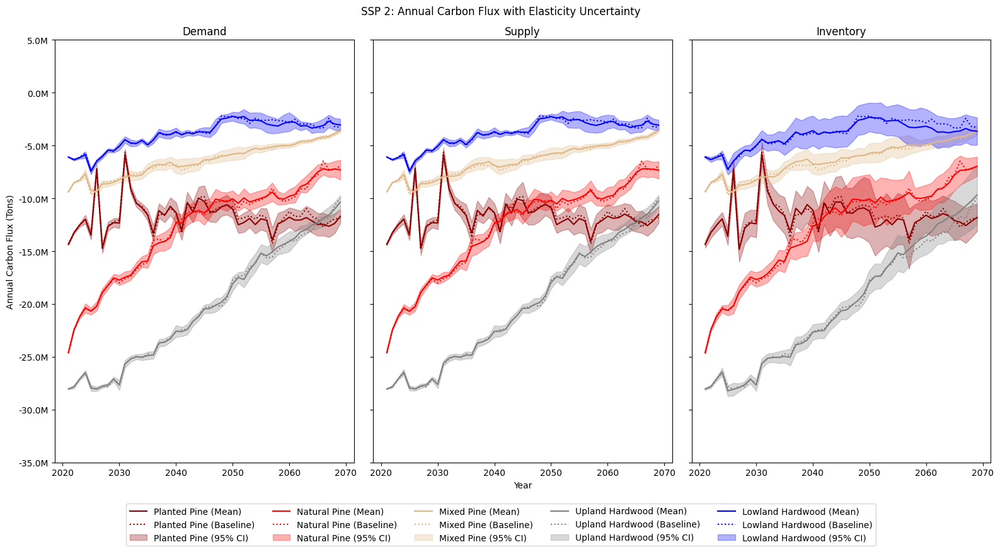 SSP 2: Annual Carbon Flux with Elasticity Uncertainty
Demand
Supply
Inventory
Annual Carbon Flux (Tons)
5.0M
0.0M
-5.0M
-10.0M
-15.0M
-20.0M
-25.0M
-30.0M
-35.0M
2020 2030 2040 2050 2060 2070
2020 2030 2040 2050 2060 2070
2020 2030 2040 2050 2060 2070
Year
Planted Pine (Mean)
Planted Pine (Baseline)
Planted Pine (95% CI)
Natural Pine (Mean)
Natural Pine (Baseline)
Natural Pine (95% CI)
Mixed Pine (Mean)
Mixed Pine (Baseline)
Mixed Pine (95% CI)
Upland Hardwood (Mean)
Upland Hardwood (Baseline)
Upland Hardwood (95% CI)
Lowland Hardwood (Mean)
Lowland Hardwood (Baseline)
Lowland Hardwood (95% CI)